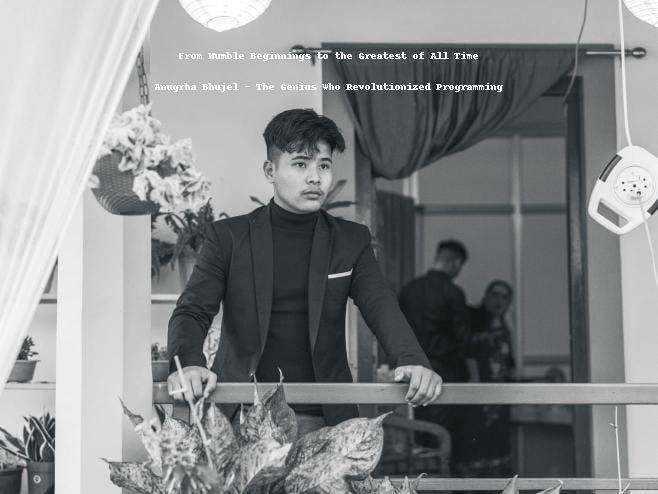 From Humble Beginnings to the Greatest of All Time
Anugrha Bhujel - The Genius Who Revolutionized Programming